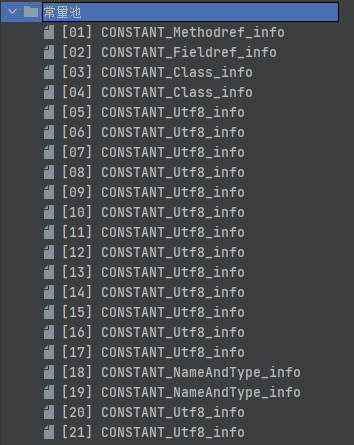 常量池
[01] CONSTANT_Methodref_info
[02] CONSTANT_Fieldref_info
[03] CONSTANT_Class_info
[04] CONSTANT_Class_info
[05] CONSTANT_Utf8_info
[06] CONSTANT_Utf8_info
[07] CONSTANT_Utf8_info
[08] CONSTANT_Utf8_info
[09] CONSTANT_Utf8_info
[10] CONSTANT_Utf8_info
[11] CONSTANT_Utf8_info
[12] CONSTANT_Utf8_info
[13] CONSTANT_Utf8_info
[14] CONSTANT_Utf8_info
[15] CONSTANT_Utf8_info
[16] CONSTANT_Utf8_info
[17] CONSTANT_Utf8_info
[18] CONSTANT_NameAndType_info
[19] CONSTANT_NameAndType_info
[20] CONSTANT_Utf8_info
[21] CONSTANT_Utf8_info